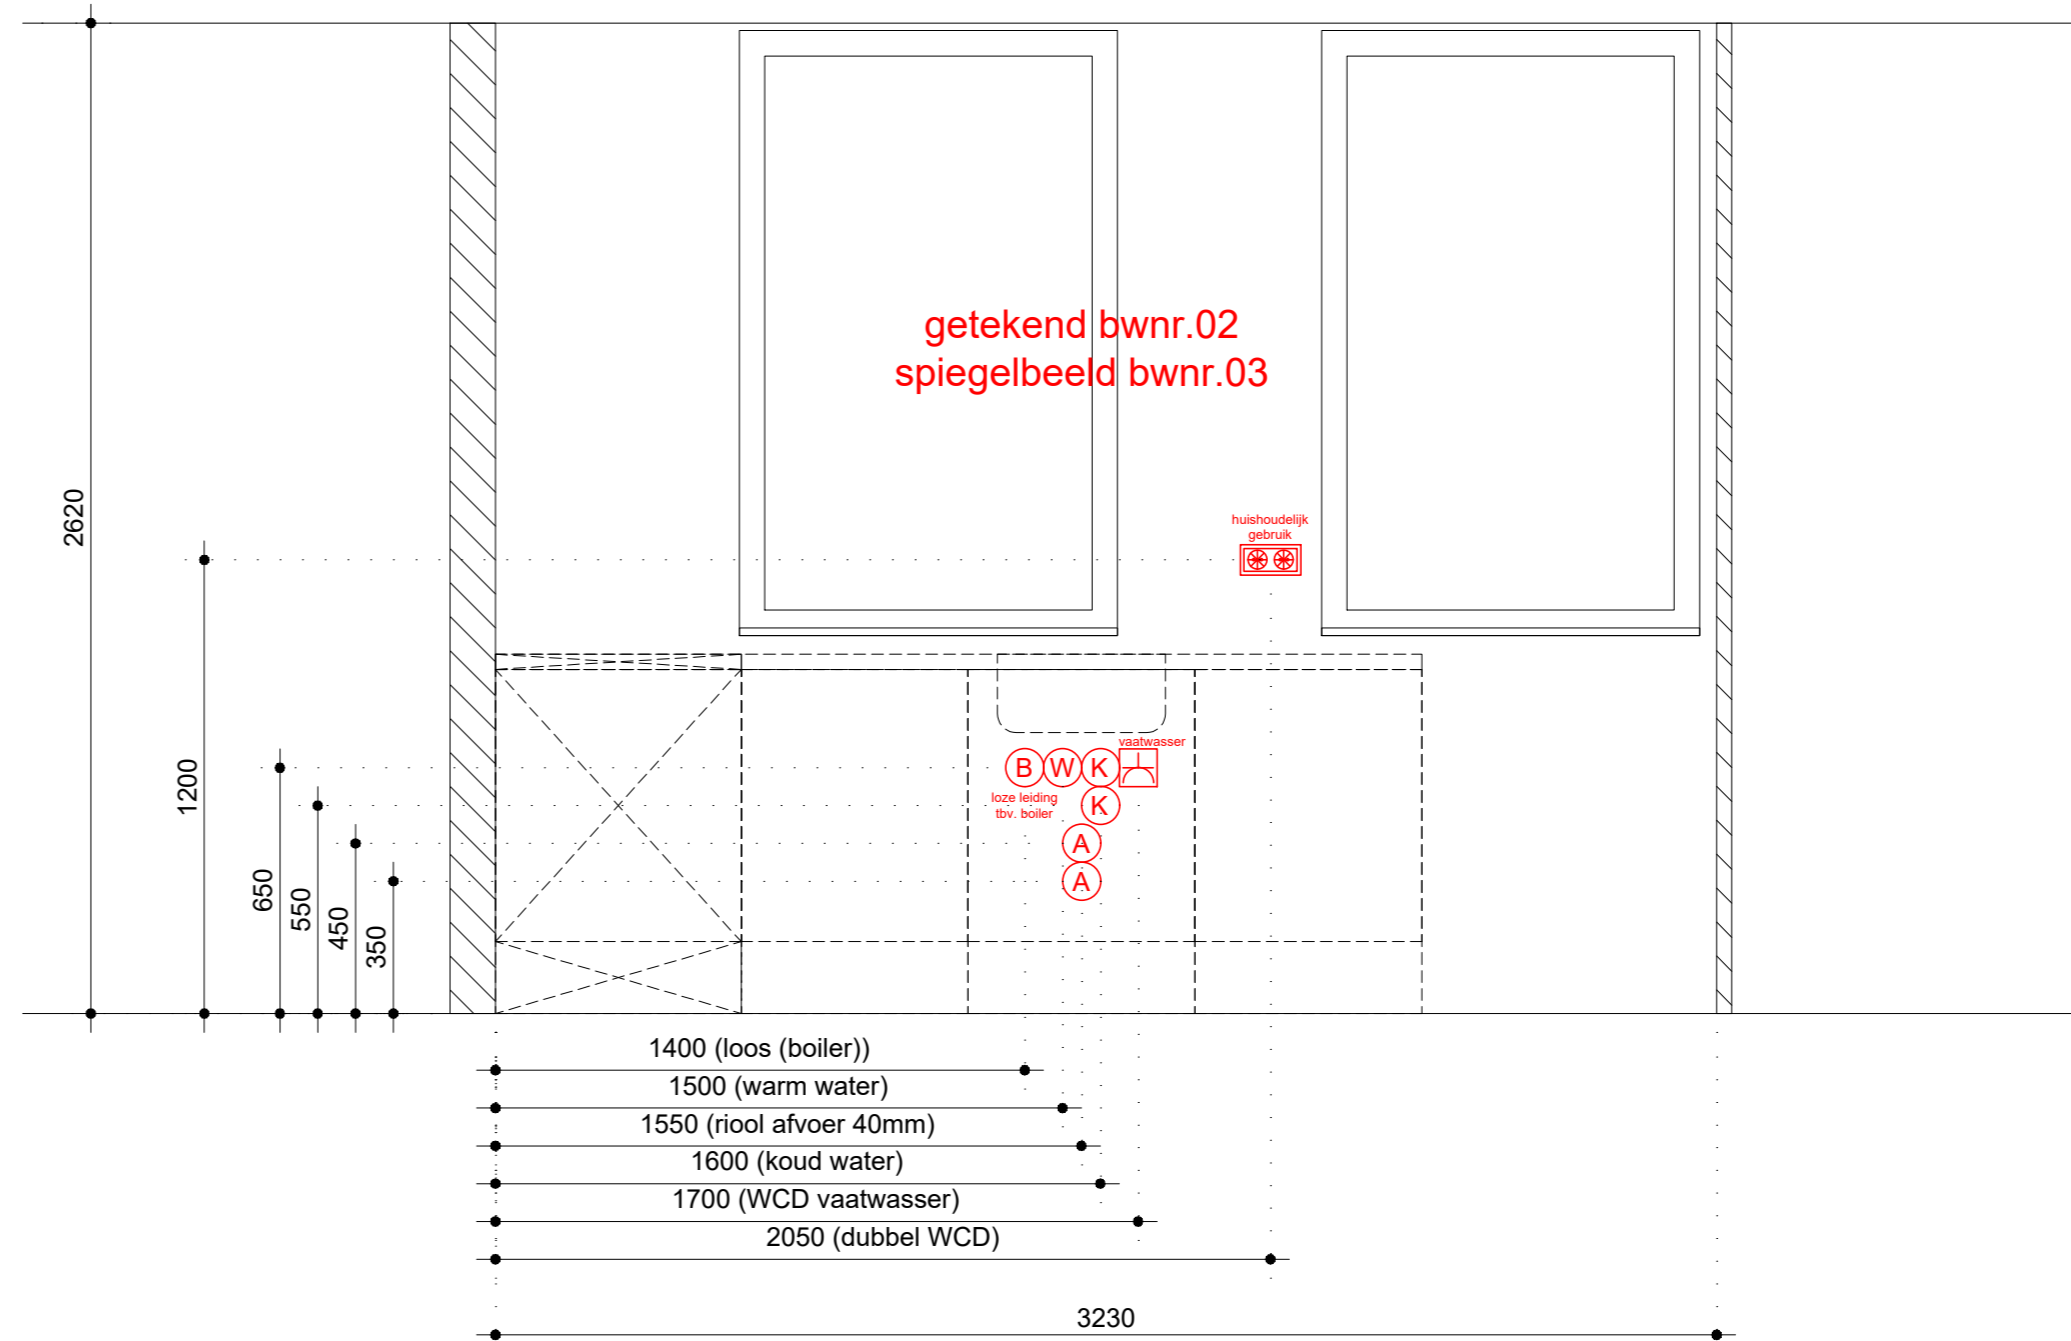 getekend bwnr.02
spiegelbeeld bwnr.03
2620
huishoudelijk
gebruik
1200
vaatwasser
B W K
loze leiding
tbv. boiler
K
A
A
650
550
450
350
1400 (loos (boiler))
1500 (warm water)
1550 (riool afvoer 40mm)
1600 (koud water)
1700 (WCD vaatwasser)
2050 (dubbel WCD)
3230